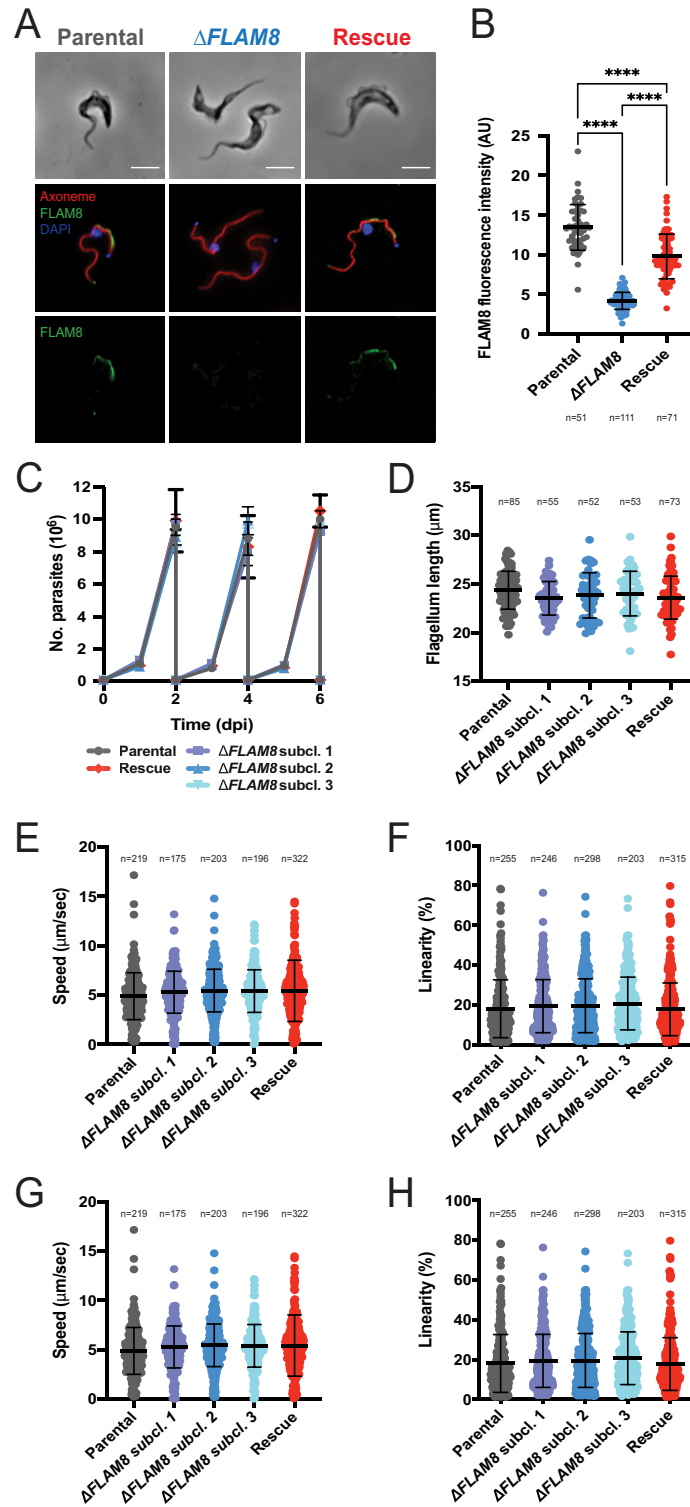 A
Parental
ΔFLAM8
Rescue
Axoneme
FLAM8
DAPI
FLAM8
B
FLAM8 fluorescence intensity (AU)
25
20
15
10
5
0
****
****
****
Parental
ΔFLAM8
Rescue
n=51
n=111
n=71
C
No. parasites (10⁶)
12
10
8
6
4
2
0
0
2
4
6
Time (dpi)
Parental
Rescue
ΔFLAM8 subcl. 1
ΔFLAM8 subcl. 2
ΔFLAM8 subcl. 3
D
Flagellum length (μm)
35
30
25
20
15
n=85
n=55
n=52
n=53
n=73
Parental
ΔFLAM8 subcl. 1
ΔFLAM8 subcl. 2
ΔFLAM8 subcl. 3
Rescue
E
Speed (μm/sec)
20
15
10
5
0
n=219
n=175
n=203
n=196
n=322
Parental
ΔFLAM8 subcl. 1
ΔFLAM8 subcl. 2
ΔFLAM8 subcl. 3
Rescue
F
Linearity (%)
100
80
60
40
20
0
n=255
n=246
n=298
n=203
n=315
Parental
ΔFLAM8 subcl. 1
ΔFLAM8 subcl. 2
ΔFLAM8 subcl. 3
Rescue
G
Speed (μm/sec)
20
15
10
5
0
n=219
n=175
n=203
n=196
n=322
Parental
ΔFLAM8 subcl. 1
ΔFLAM8 subcl. 2
ΔFLAM8 subcl. 3
Rescue
H
Linearity (%)
100
80
60
40
20
0
n=255
n=246
n=298
n=203
n=315
Parental
ΔFLAM8 subcl. 1
ΔFLAM8 subcl. 2
ΔFLAM8 subcl. 3
Rescue